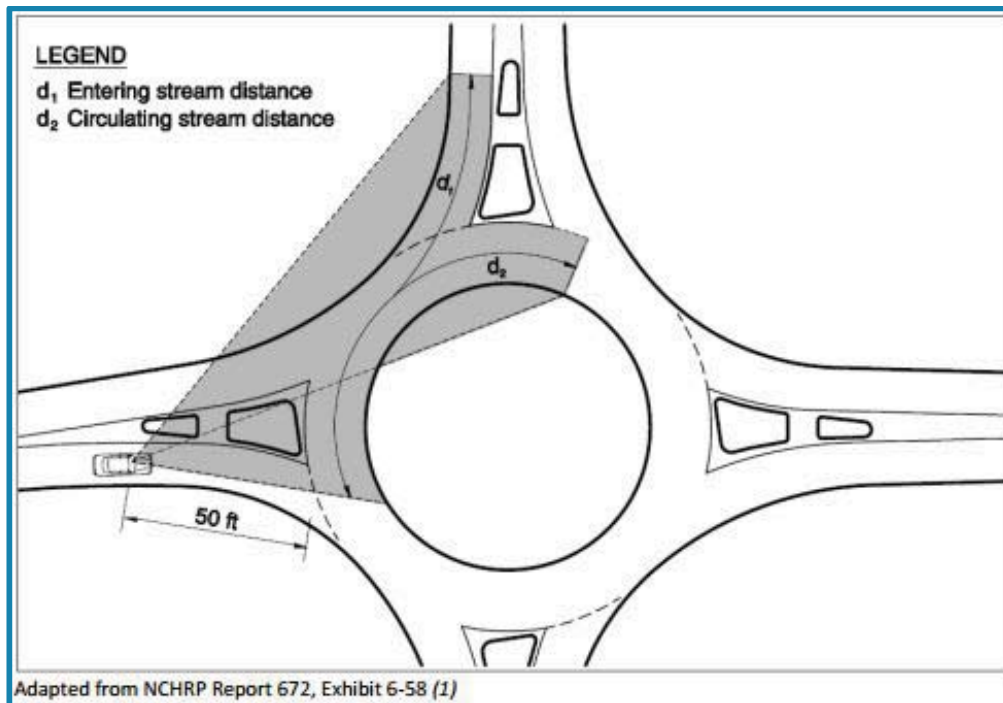 LEGEND
d₁ Entering stream distance
d₂ Circulating stream distance
d₁
d₂
50 ft
Adapted from NCHRP Report 672, Exhibit 6-58 (1)